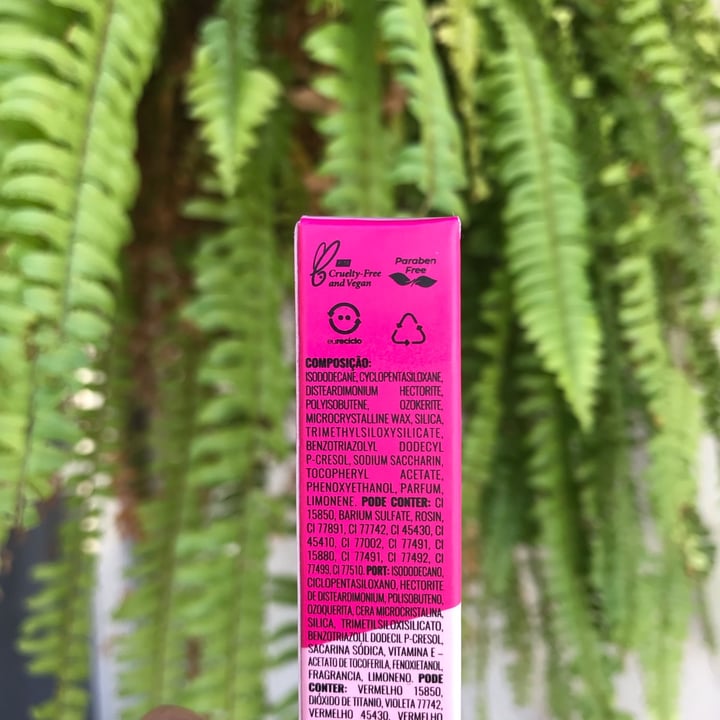 Cruelty-Free
and Vegan
Paraben
Free
eureciclo
COMPOSIÇÃO:
ISODODECANE, CYCLOPENTASILOXANE,
DISTEARDIMONIUM HECTORITE,
POLYISOBUTENE, OZOKERITE,
MICROCRYSTALLINE WAX, SILICA,
TRIMETHYLSILOXYSILICATE,
BENZOTRIAZOLYL DODECYL
P-CRESOL, SODIUM SACCHARIN,
TOCOPHERYL ACETATE,
PHENOXYETHANOL, PARFUM,
LIMONENE. PODE CONTER: CI
15850, BARIUM SULFATE, ROSIN,
CI 77891, CI 77742, CI 45430, CI
45410, CI 77002, CI 77491, CI
15880, CI 77491, CI 77492, CI
77499, CI 77510. PORT: ISODODECANO,
CICLOPENTASILOXANO, HECTORITE
DE DISTEARDIMONIUM, POLISOBUTENO,
OZOQUERITA, CERA MICROCRISTALINA,
SILICA, TRIMETILSILOXISILICATO,
BENZOTRIAZOLIL DODECIL P-CRESOL,
SACARINA SÓDICA, VITAMINA E –
ACETATO DE TOCOFERILA, FENOXIETANOL,
FRAGRANCIA, LIMONENO. PODE
CONTER: VERMELHO 15850,
DIÓXIDO DE TITANIO, VIOLETA 77742,
VERMELHO 45430, VERMELHO